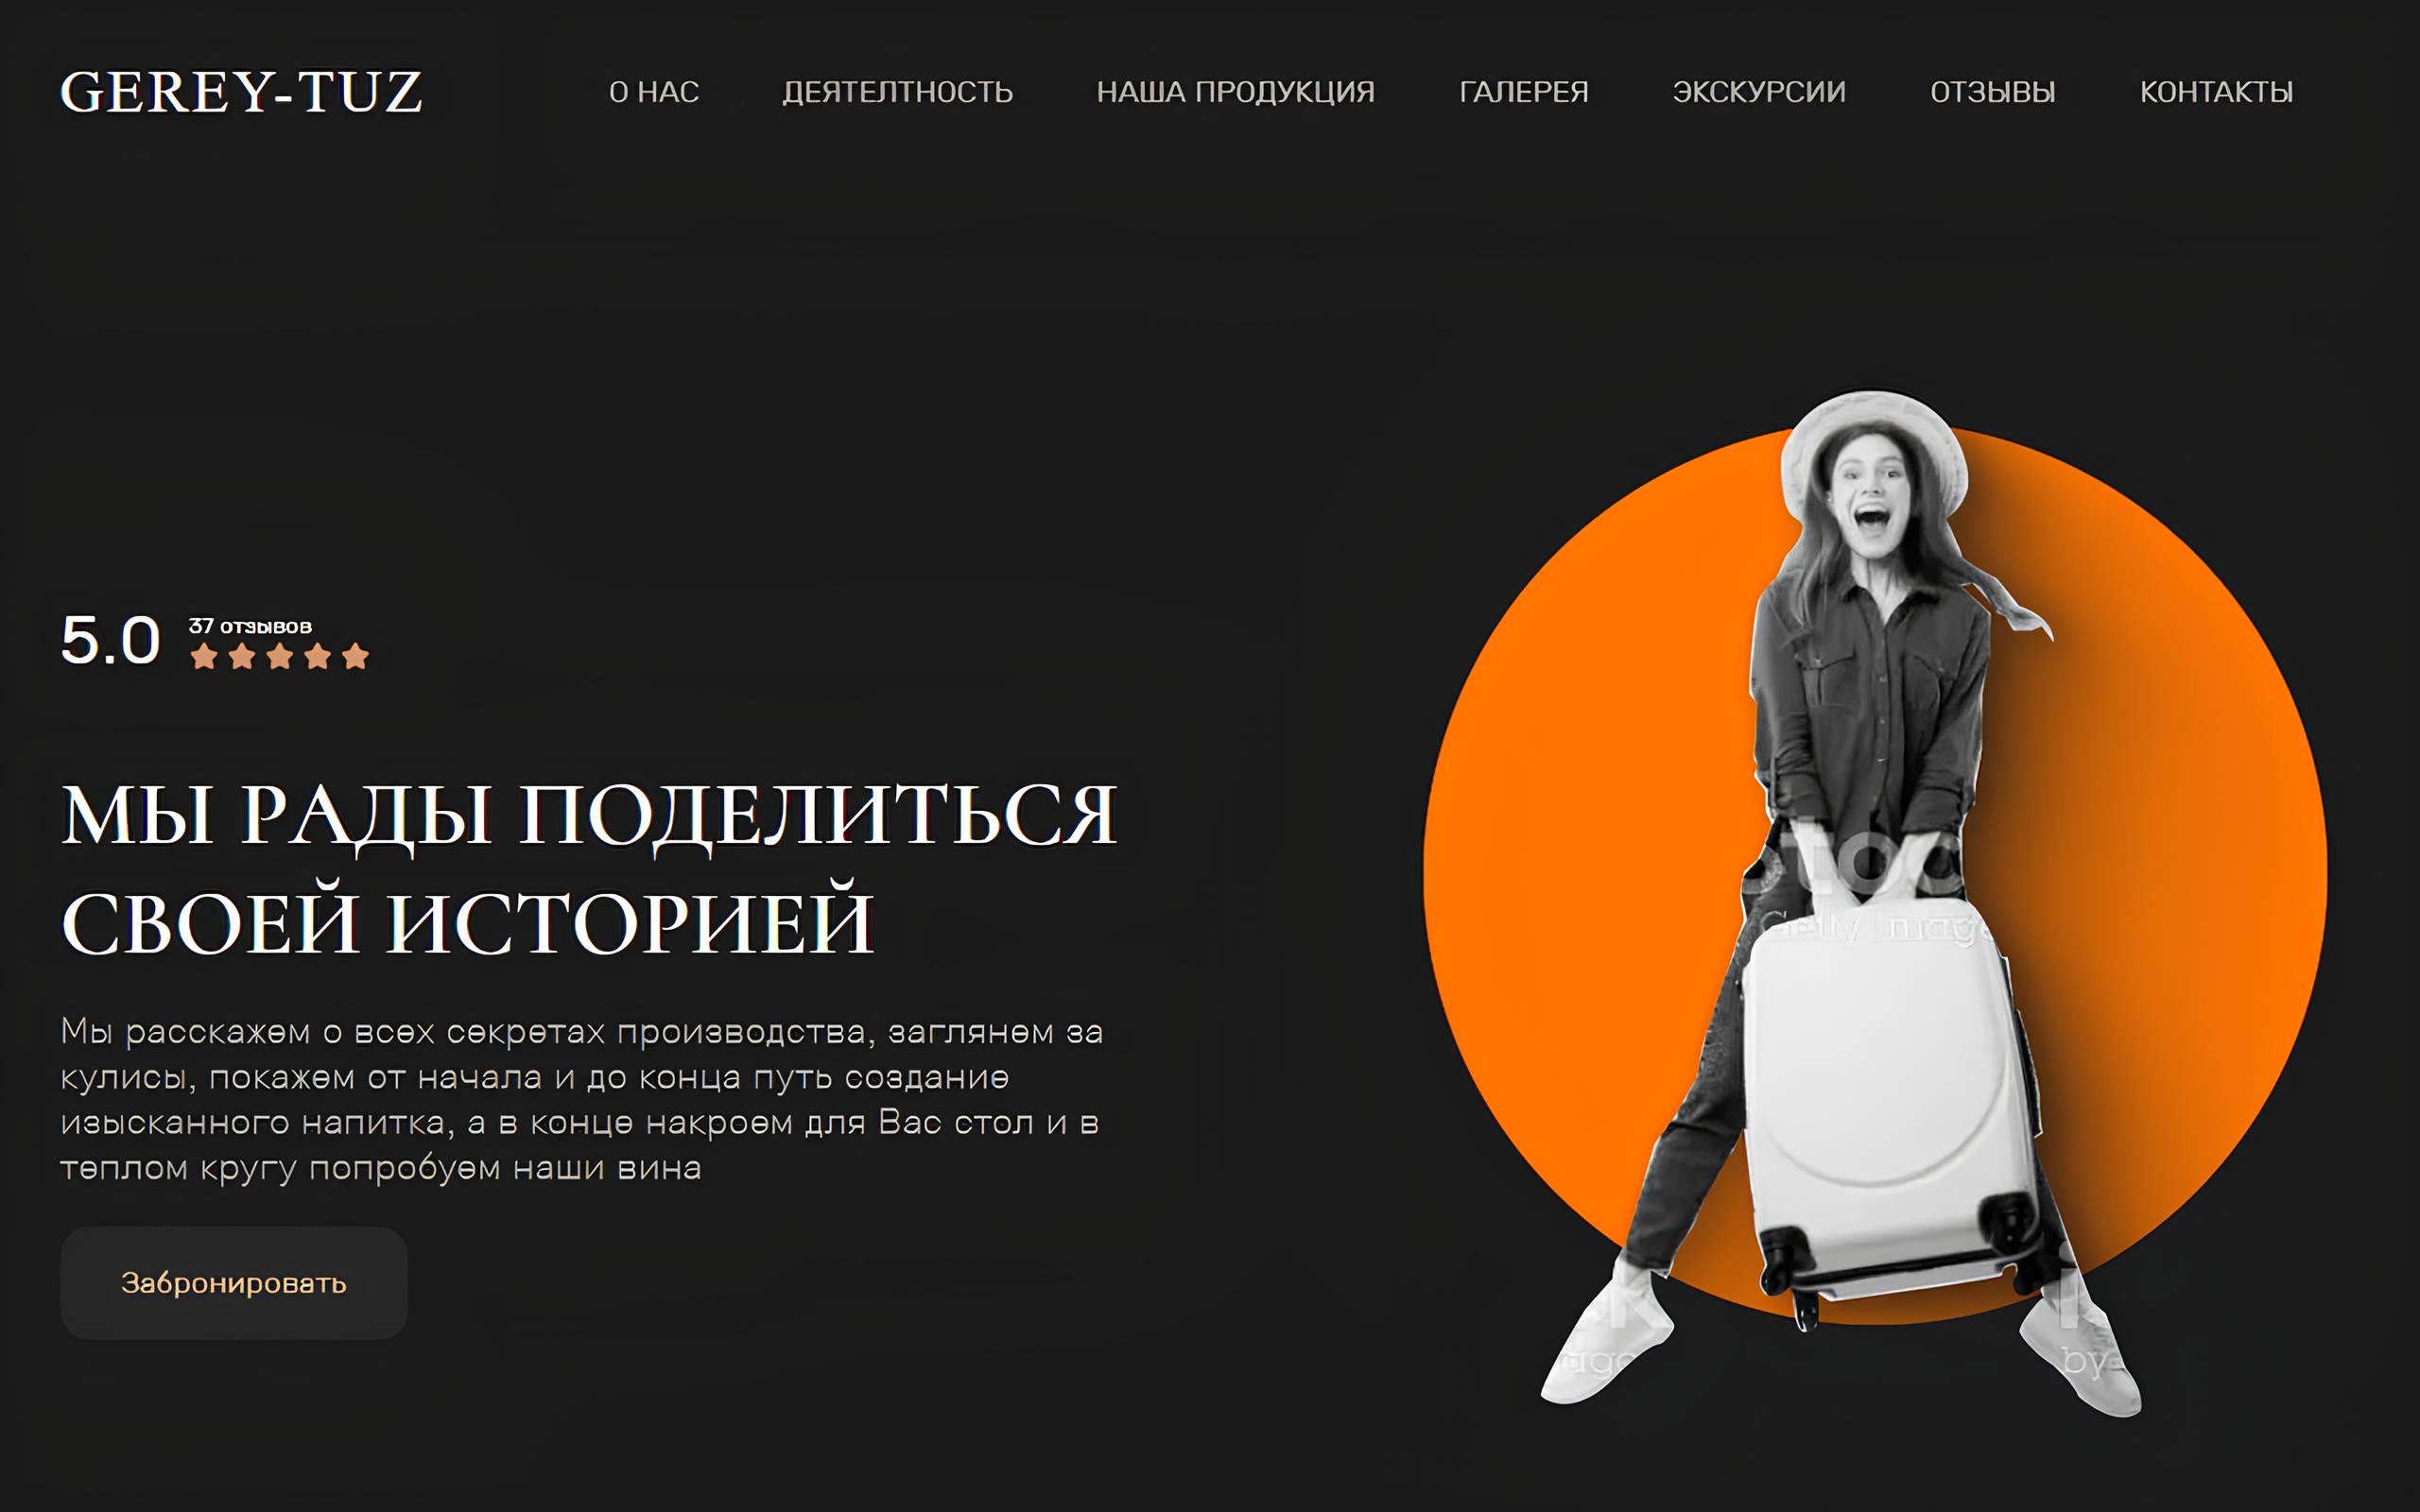 GEREY-TUZ
О НАС
ДЕЯТЕЛТНОСТЬ
НАША ПРОДУКЦИЯ
ГАЛЕРЕЯ
ЭКСКУРСИИ
ОТЗЫВЫ
КОНТАКТЫ
5.0
37 отзывов
МЫ РАДЫ ПОДЕЛИТЬСЯ
СВОЕЙ ИСТОРИЕЙ
Мы расскажем о всех секретах производства, заглянем за
кулисы, покажем от начала и до конца путь создание
изысканного напитка, а в конце накроем для Вас стол и в
теплом кругу попробуем наши вина
Забронировать
by